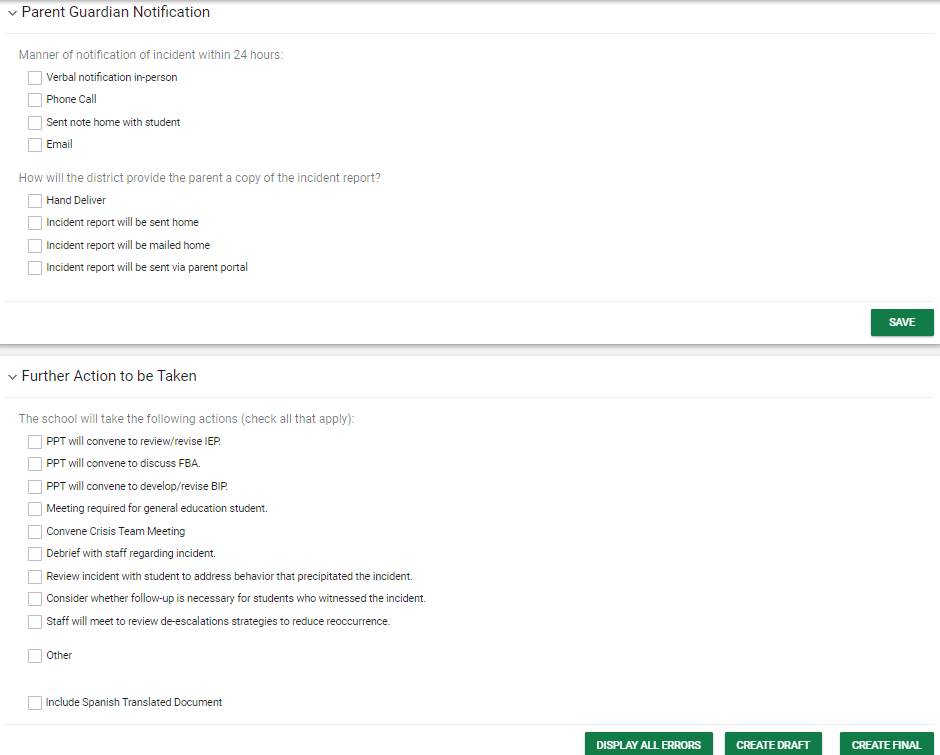 Parent Guardian Notification
Manner of notification of incident within 24 hours:
Verbal notification in-person
Phone Call
Sent note home with student
Email
How will the district provide the parent a copy of the incident report?
Hand Deliver
Incident report will be sent home
Incident report will be mailed home
Incident report will be sent via parent portal
SAVE
Further Action to be Taken
The school will take the following actions (check all that apply):
PPT will convene to review/revise IEP.
PPT will convene to discuss FBA.
PPT will convene to develop/revise BIP.
Meeting required for general education student.
Convene Crisis Team Meeting
Debrief with staff regarding incident.
Review incident with student to address behavior that precipitated the incident.
Consider whether follow-up is necessary for students who witnessed the incident.
Staff will meet to review de-escalations strategies to reduce reoccurrence.
Other
Include Spanish Translated Document
DISPLAY ALL ERRORS CREATE DRAFT CREATE FINAL